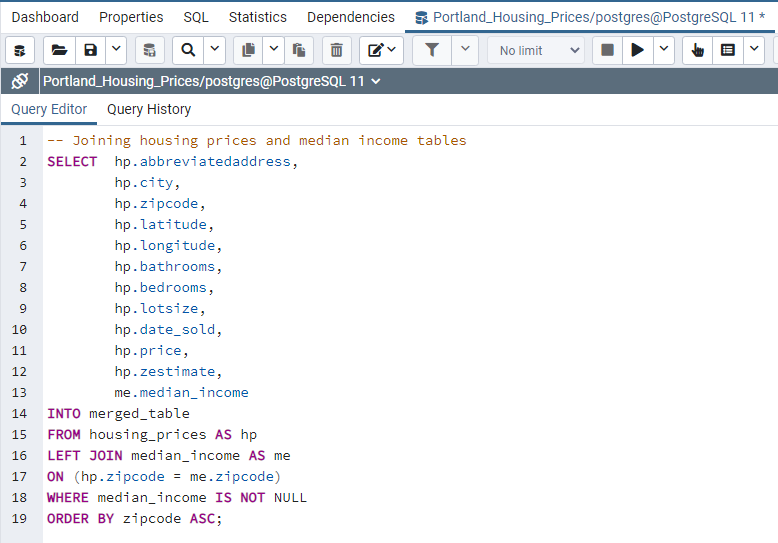 Dashboard Properties SQL Statistics Dependencies Portland_Housing_Prices/postgres@PostgreSQL 11 *
No limit
Portland_Housing_Prices/postgres@PostgreSQL 11
Query Editor Query History
1 -- Joining housing prices and median income tables
2 SELECT hp.abbreviatedaddress,
3 hp.city,
4 hp.zipcode,
5 hp.latitude,
6 hp.longitude,
7 hp.bathrooms,
8 hp.bedrooms,
9 hp.lotsize,
10 hp.date_sold,
11 hp.price,
12 hp.zestimate,
13 me.median_income
14 INTO merged_table
15 FROM housing_prices AS hp
16 LEFT JOIN median_income AS me
17 ON (hp.zipcode = me.zipcode)
18 WHERE median_income IS NOT NULL
19 ORDER BY zipcode ASC;